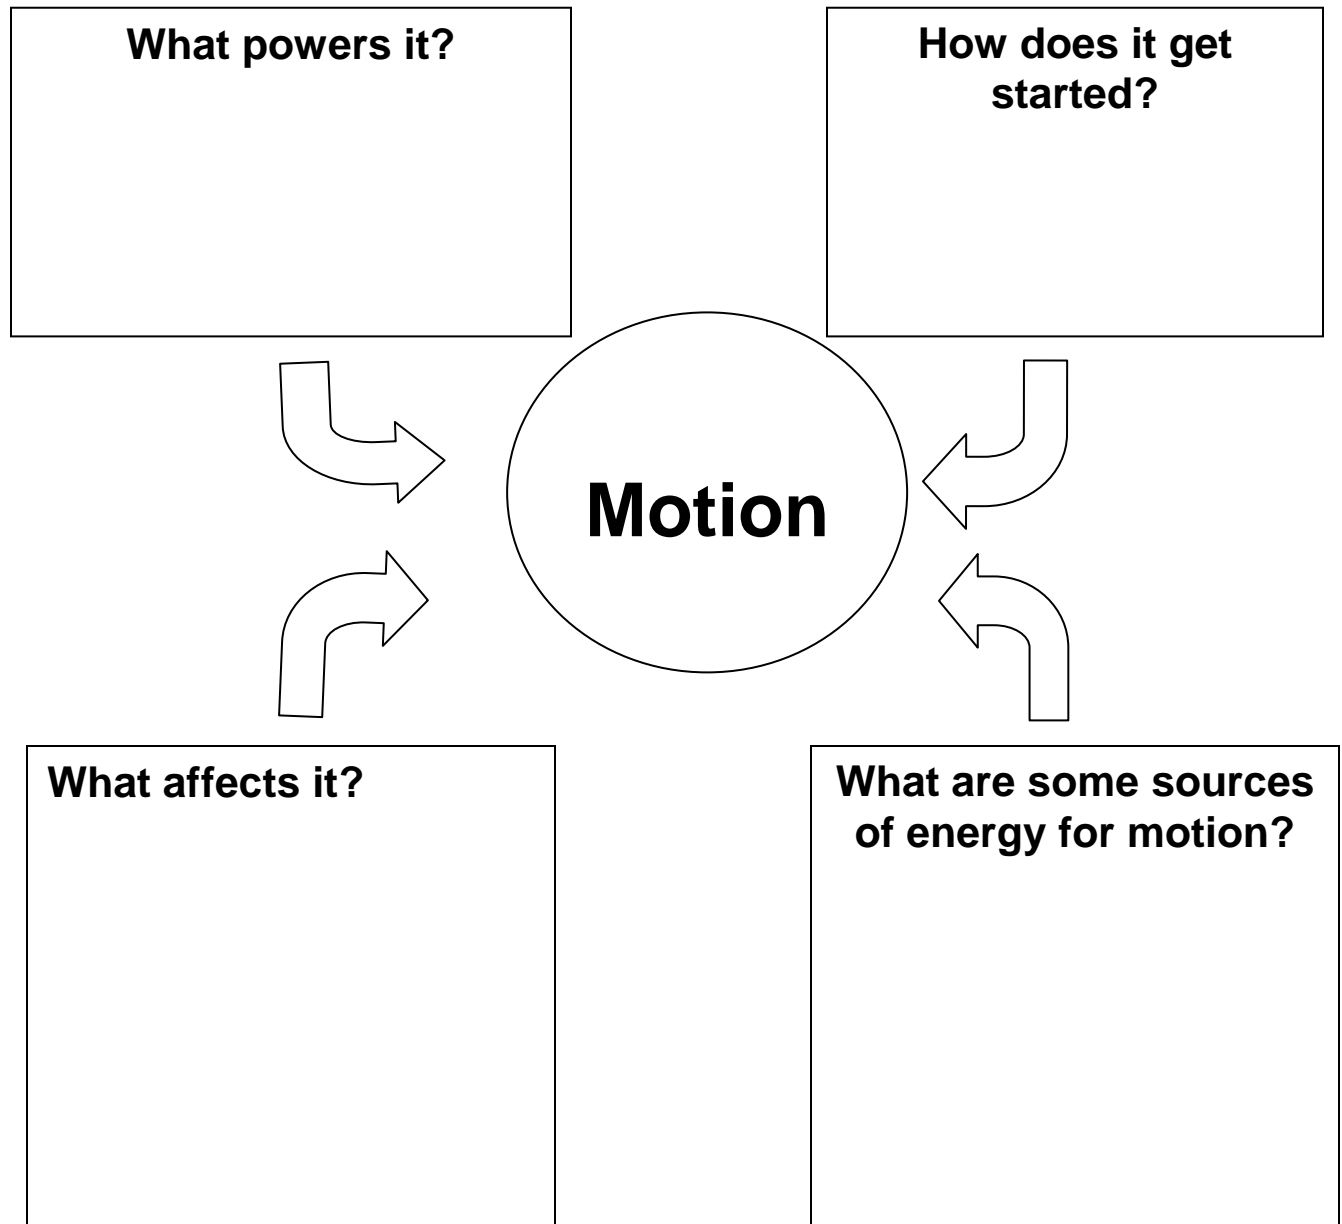 What powers it?
How does it get
started?
Motion
What affects it?
What are some sources
of energy for motion?